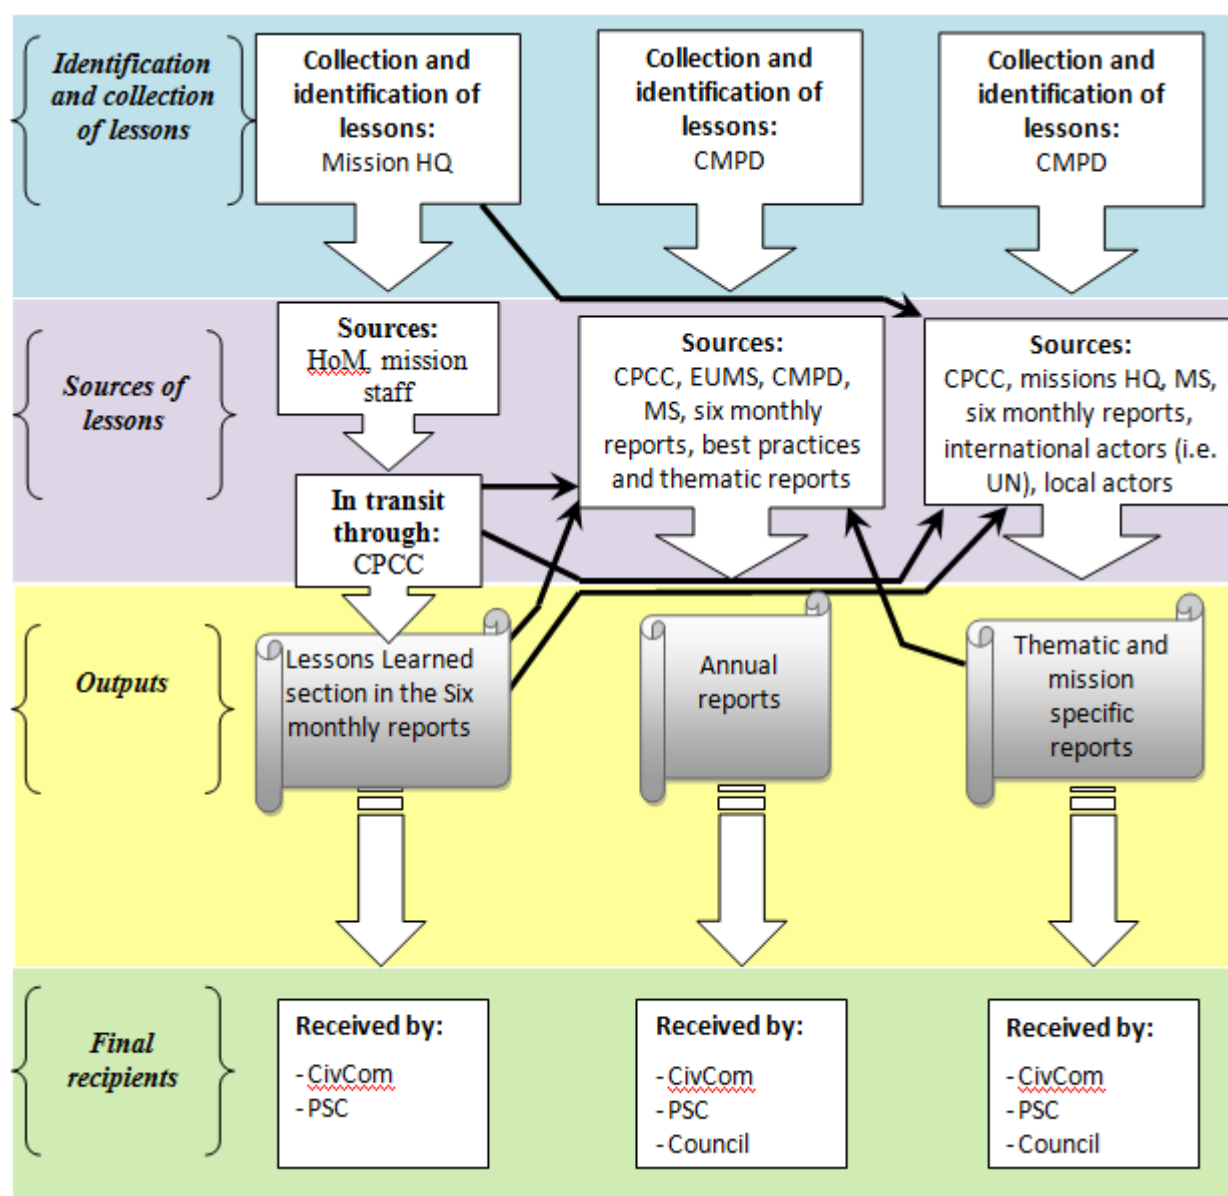 Identification
and collection
of lessons
Collection and
identification of
lessons:
Mission HQ
Collection and
identification of
lessons:
CMPD
Collection and
identification of
lessons:
CMPD
Sources of
lessons
Sources:
HoM, mission
staff
In transit
through:
CPCC
Sources:
CPCC, EUMS, CMPD,
MS, six monthly
reports, best practices
and thematic reports
Sources:
CPCC, missions HQ, MS,
six monthly reports,
international actors (i.e.
UN), local actors
Outputs
Lessons Learned
section in the Six
monthly reports
Annual
reports
Thematic and
mission
specific
reports
Final
recipients
Received by:
- CivCom
- PSC
Received by:
- CivCom
- PSC
- Council
Received by:
- CivCom
- PSC
- Council